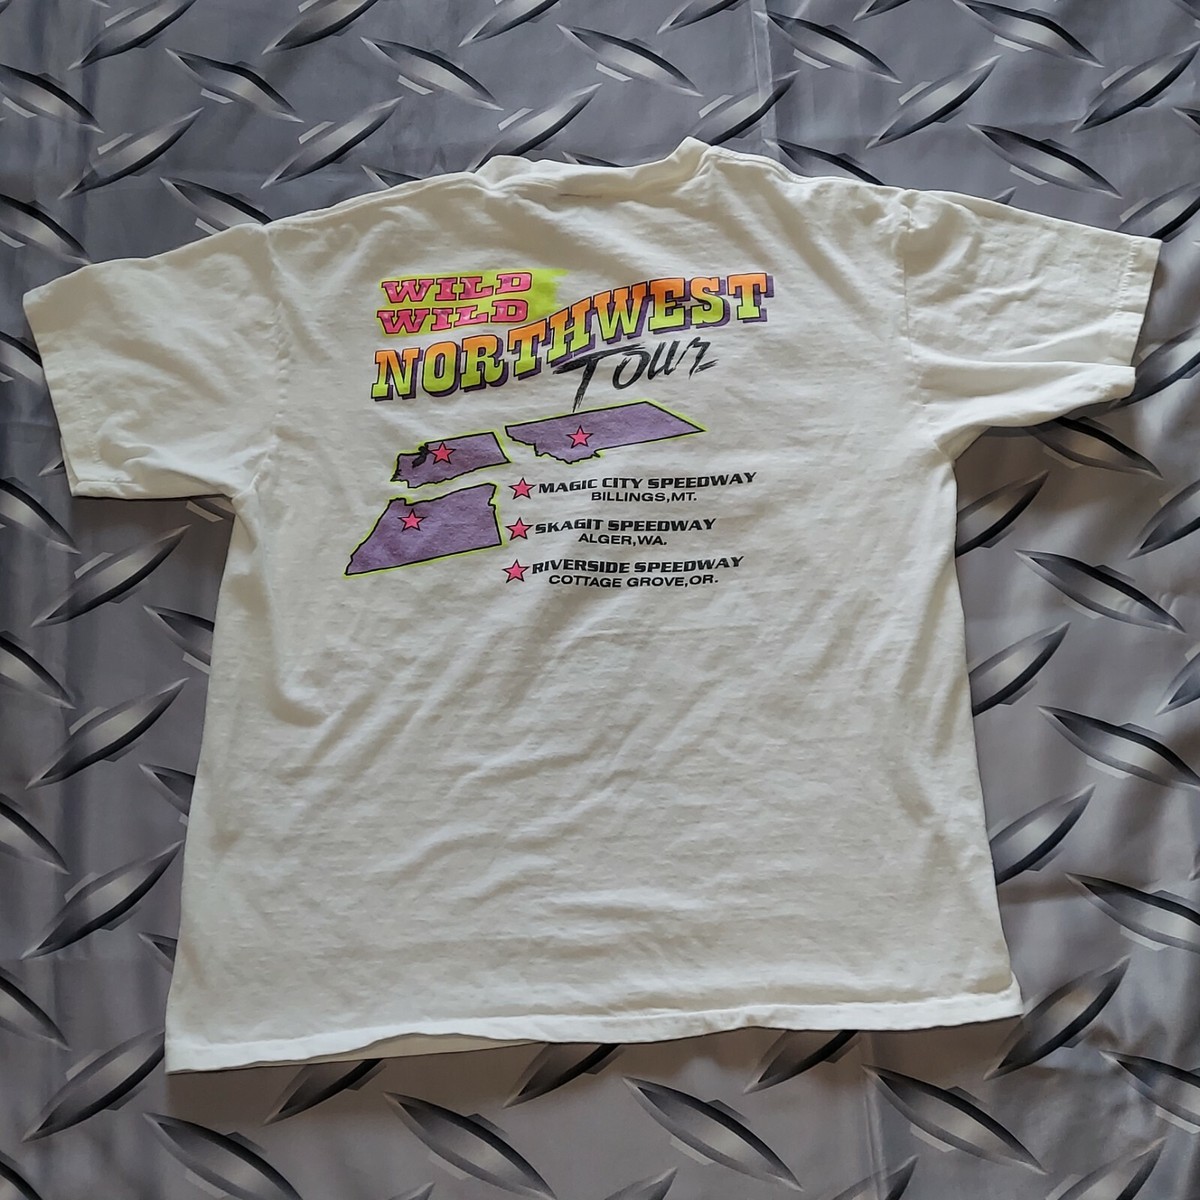 WILD
WILD
NORTHWEST
Tour
MAGIC CITY SPEEDWAY
BILLINGS,MT.
SKAGIT SPEEDWAY
ALGER,WA.
RIVERSIDE SPEEDWAY
COTTAGE GROVE,OR.